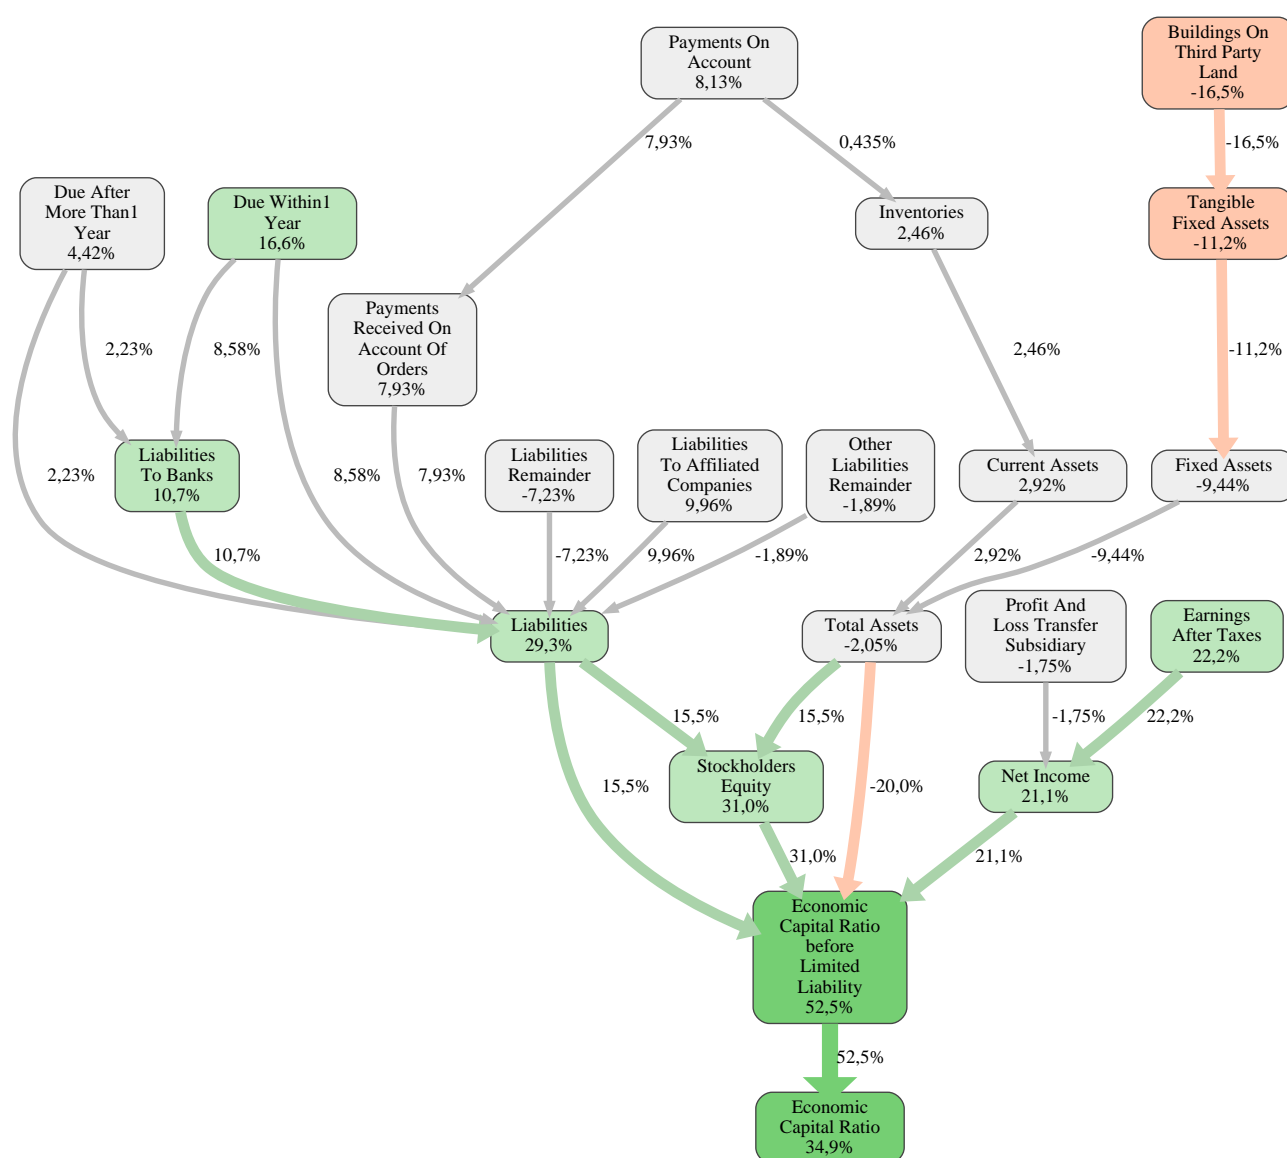 Payments On
Account
8,13%
Buildings On
Third Party
Land
-16,5%
7,93%
0,435%
-16,5%
Due After
More Than1
Year
4,42%
Due Within1
Year
16,6%
Inventories
2,46%
Tangible
Fixed Assets
-11,2%
Payments
Received On
Account Of
Orders
7,93%
2,23%
8,58%
2,46%
-11,2%
Liabilities
To Banks
10,7%
Liabilities
Remainder
-7,23%
Liabilities
To Affiliated
Companies
9,96%
Other
Liabilities
Remainder
-1,89%
Current Assets
2,92%
Fixed Assets
-9,44%
2,23%
8,58%
7,93%
10,7%
-7,23%
9,96%
-1,89%
2,92%
-9,44%
Liabilities
29,3%
Total Assets
-2,05%
Profit And
Loss Transfer
Subsidiary
-1,75%
Earnings
After Taxes
22,2%
15,5%
15,5%
-1,75%
22,2%
15,5%
Stockholders
Equity
31,0%
-20,0%
Net Income
21,1%
31,0%
21,1%
Economic
Capital Ratio
before
Limited
Liability
52,5%
52,5%
Economic
Capital Ratio
34,9%